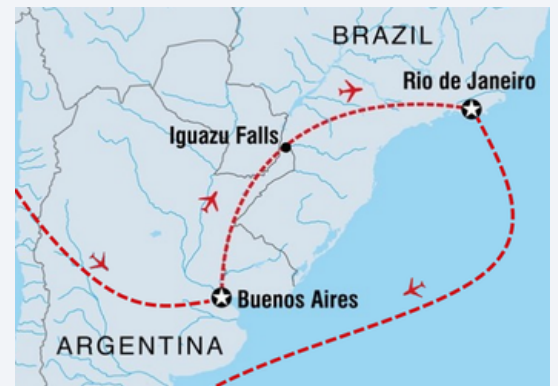 BRAZIL
Rio de Janeiro
Iguazu Falls
Buenos Aires
ARGENTINA